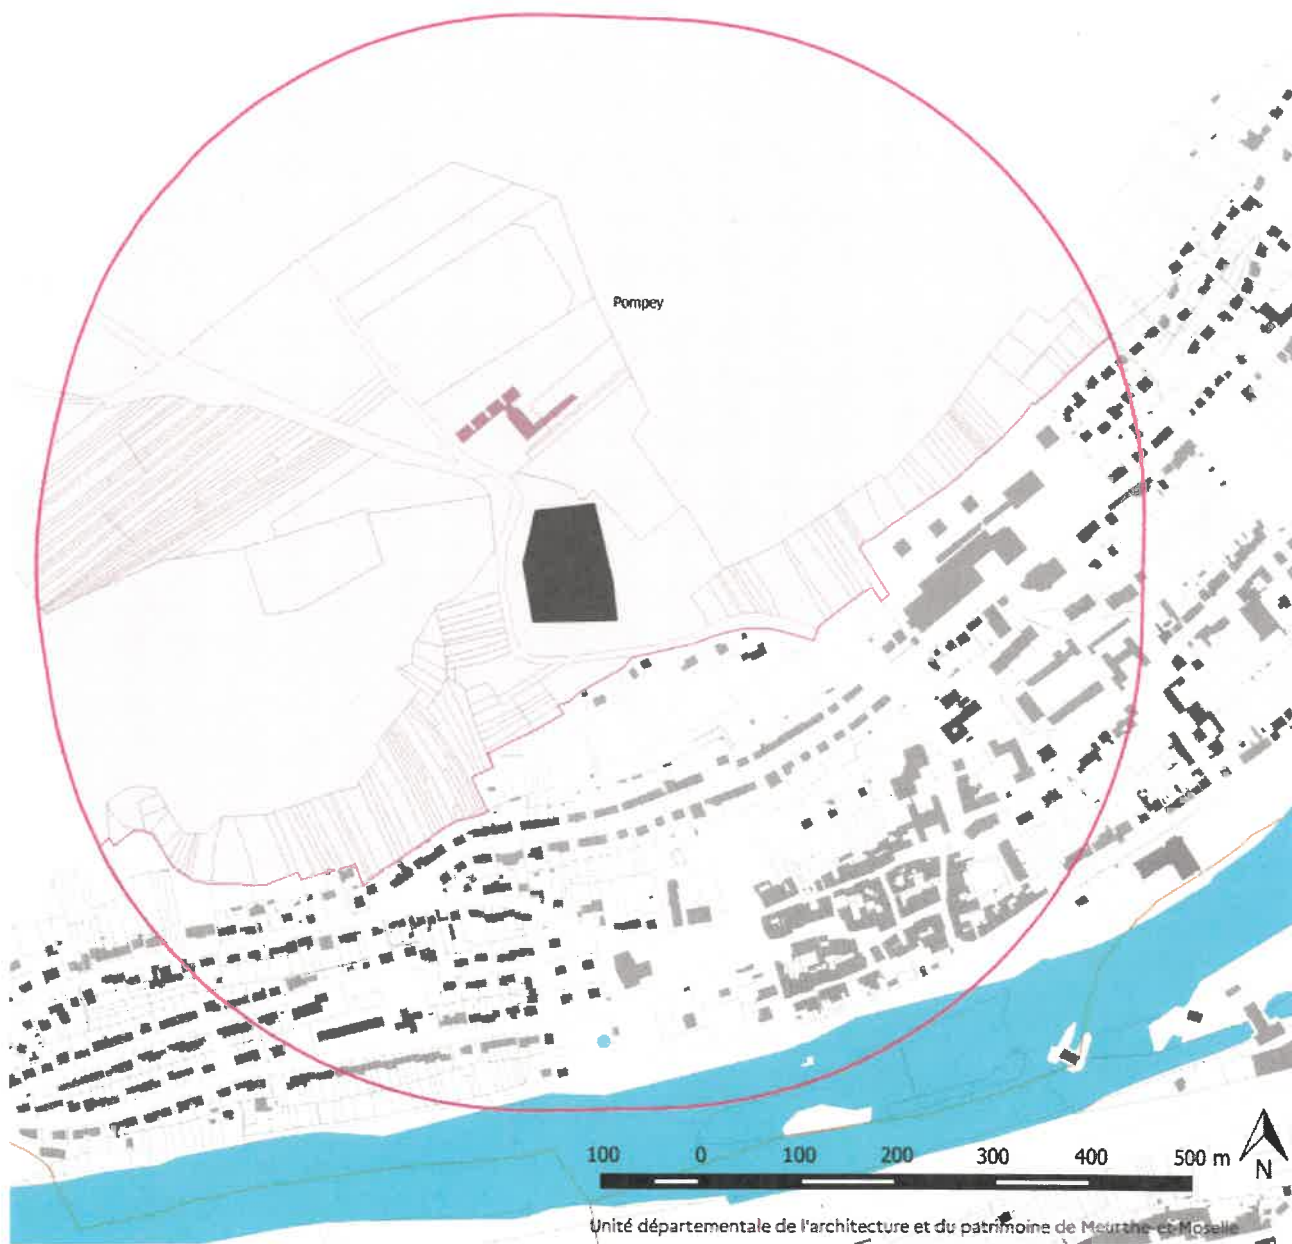 Pompey
100 0 100 200 300 400 500 m
N
Unité départementale de l'architecture et du patrimoine de Meurthe-et-Moselle